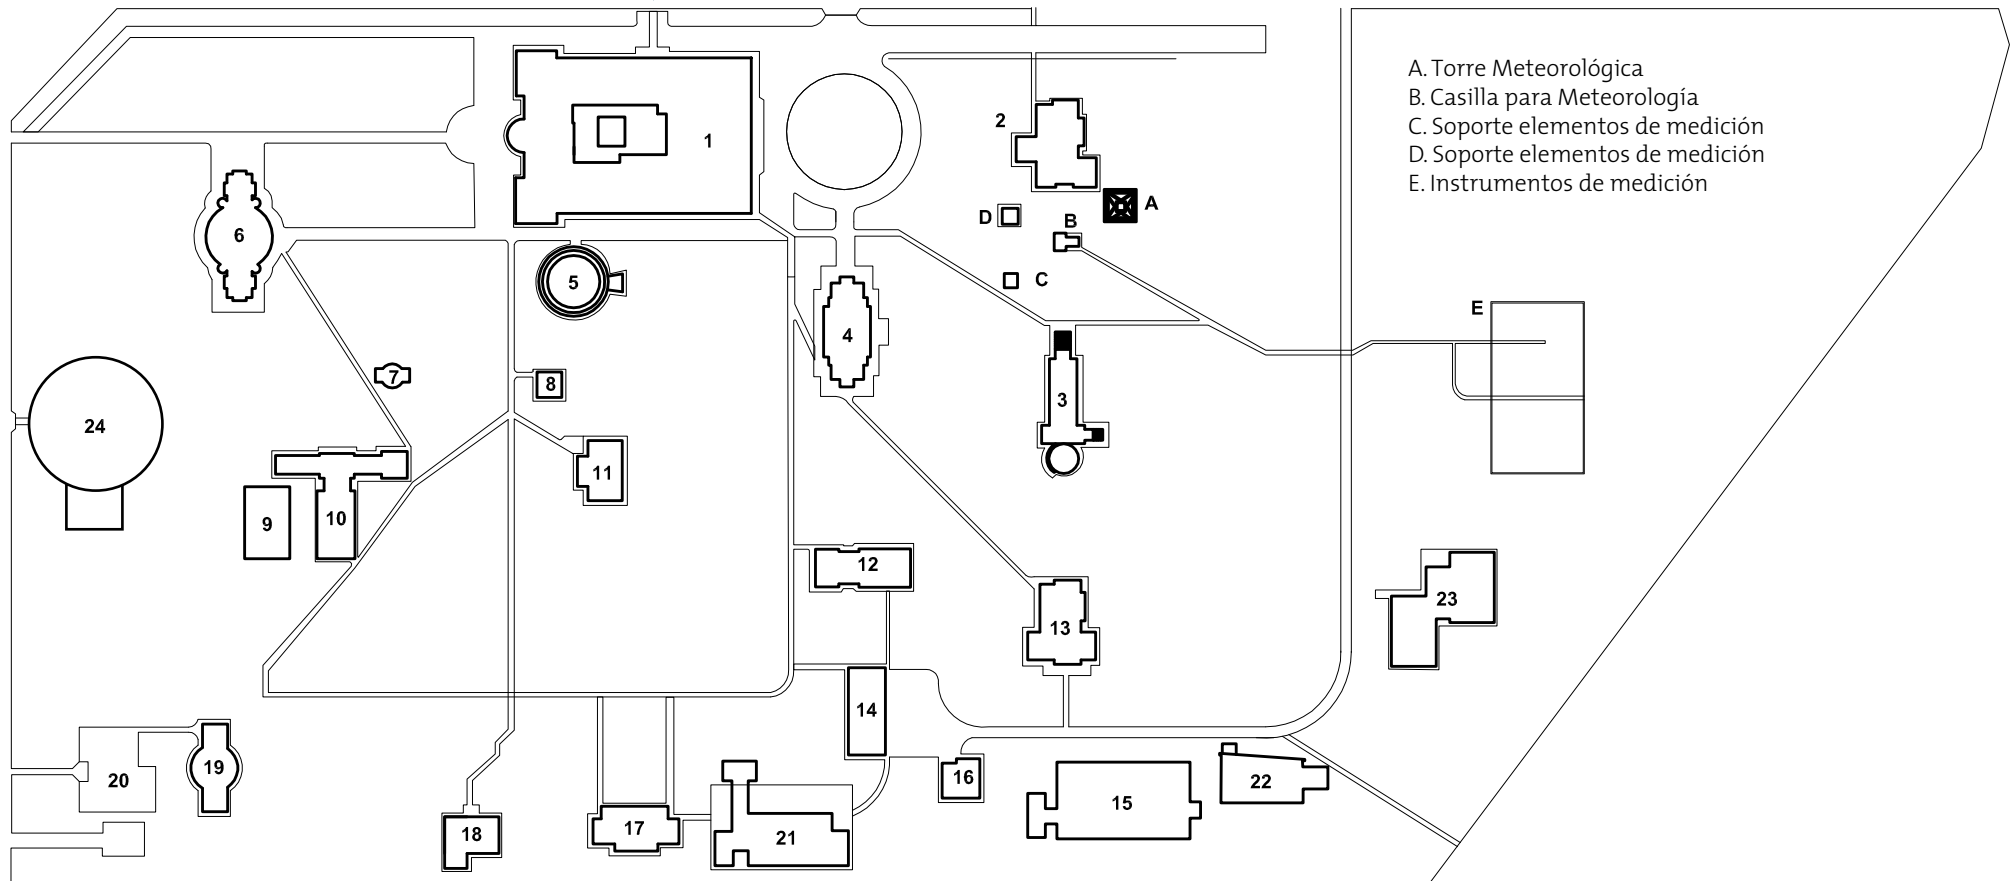 A. Torre Meteorológica
B. Casilla para Meteorología
C. Soporte elementos de medición
D. Soporte elementos de medición
E. Instrumentos de medición
1
2
A
D
B
6
5
C
E
4
7
8
3
24
11
9
10
12
23
13
14
19
20
16
22
15
18
17
21